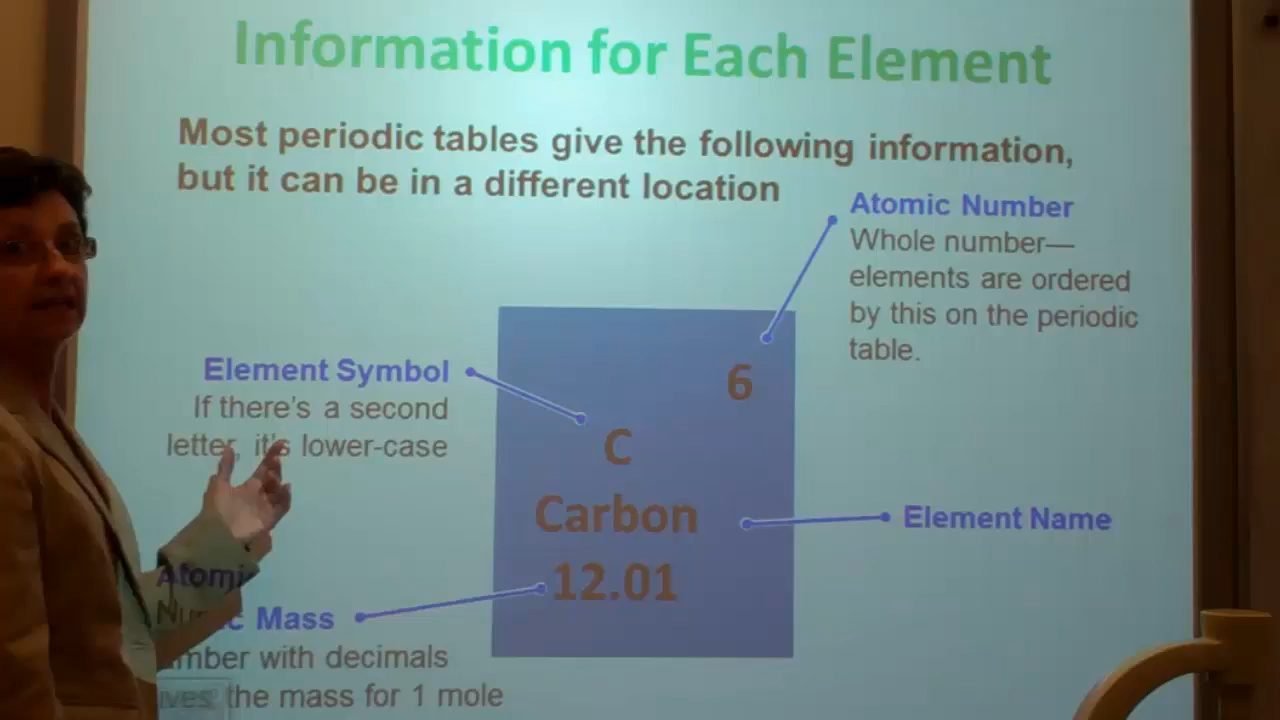 Information for Each Element
Most periodic tables give the following information,
but it can be in a different location
Atomic Number
Whole number—
elements are ordered
by this on the periodic
table.
Element Symbol
If there's a second
letter, it's lower-case
6
C
Carbon
12.01
Element Name
Atomic Mass
Number with decimals
gives the mass for 1 mole